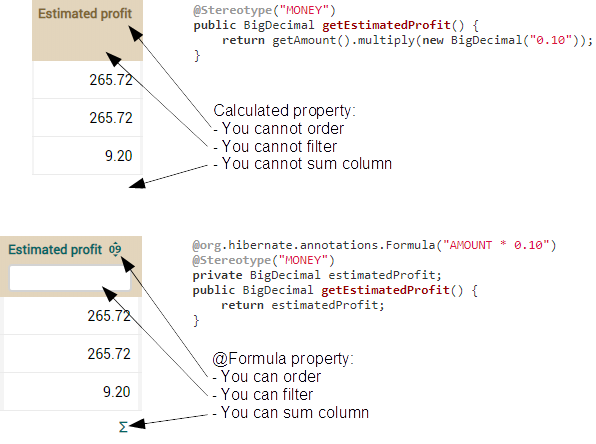 Estimated profit
265.72
265.72
9.20
@Stereotype("MONEY")
public BigDecimal getEstimatedProfit() {
return getAmount().multiply(new BigDecimal("0.10"));
}
Calculated property:
- You cannot order
- You cannot filter
- You cannot sum column
Estimated profit 09
265.72
265.72
9.20
Σ
@org.hibernate.annotations.Formula("AMOUNT * 0.10")
@Stereotype("MONEY")
private BigDecimal estimatedProfit;
public BigDecimal getEstimatedProfit() {
return estimatedProfit;
}
@Formula property:
- You can order
- You can filter
- You can sum column